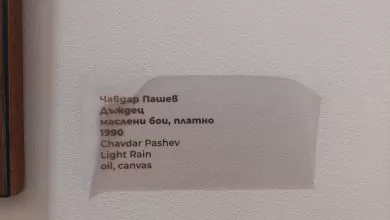 Чавдар Пашев
Дъждец
маслени бои, платно
1990
Chavdar Pashev
Light Rain
oil, canvas